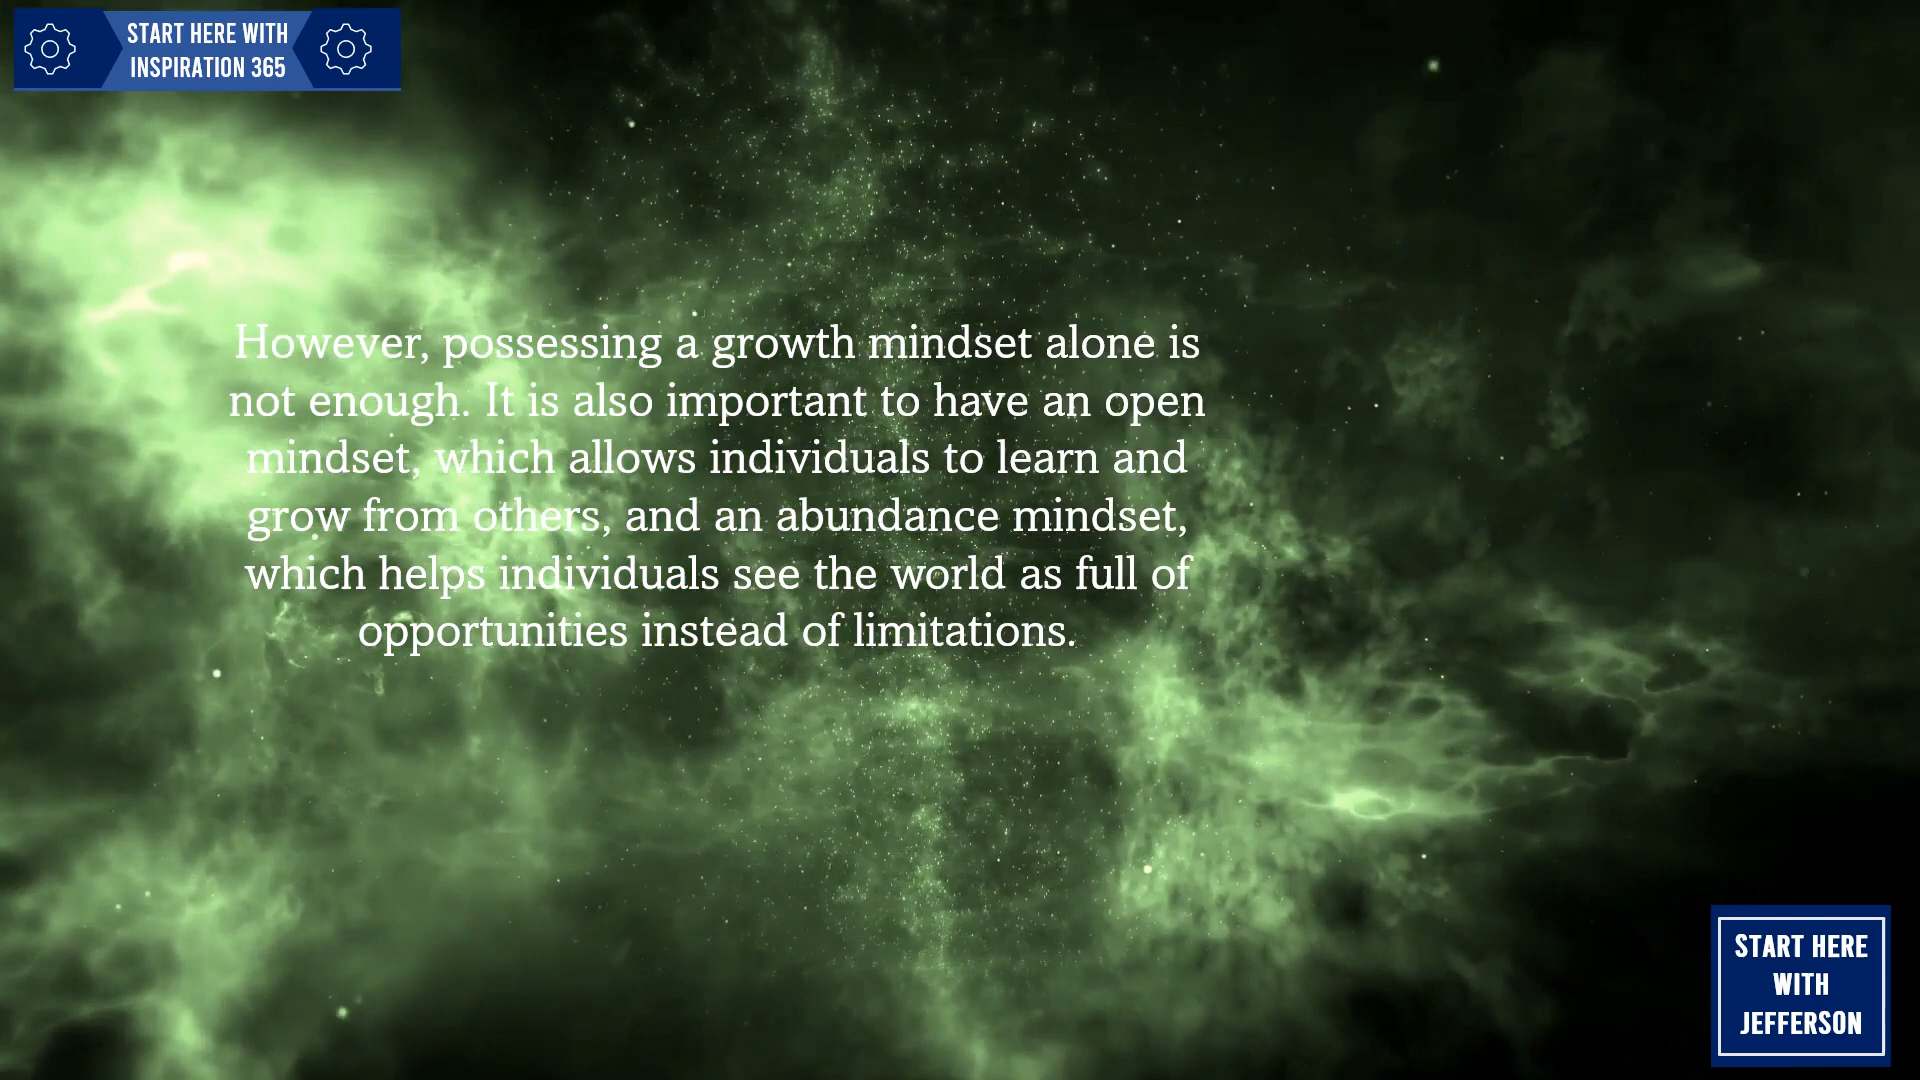 START HERE WITH
INSPIRATION 365
However, possessing a growth mindset alone is
not enough. It is also important to have an open
mindset, which allows individuals to learn and
grow from others, and an abundance mindset,
which helps individuals see the world as full of
opportunities instead of limitations.
START HERE
WITH
JEFFERSON